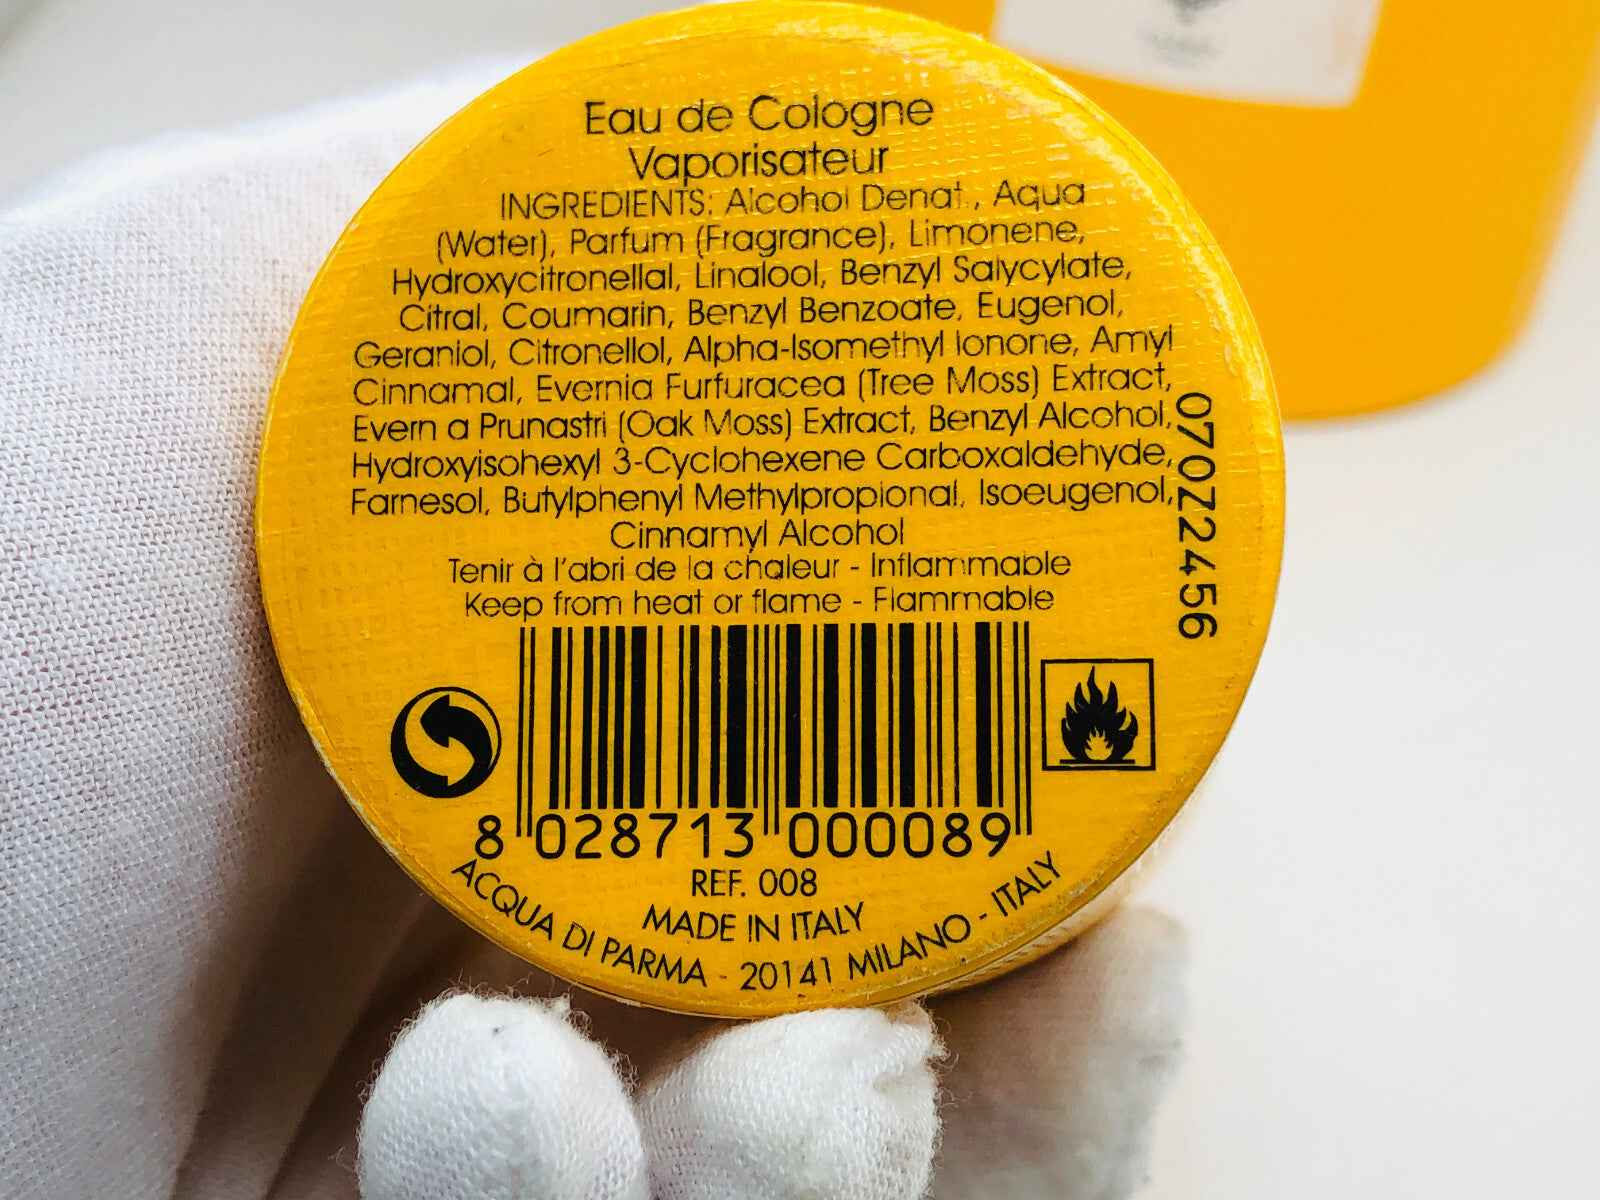 Eau de Cologne
Vaporisateur
INGREDIENTS: Alcohol Denat., Aqua
(Water), Parfum (Fragrance), Limonene,
Hydroxycitronellal, Linalool, Benzyl Salycylate,
Citral, Coumarin, Benzyl Benzoate, Eugenol,
Geraniol, Citronellol, Alpha-Isomethyl Ionone, Amyl
Cinnamal, Evernia Furfuracea (Tree Moss) Extract,
Evern a Prunastri (Oak Moss) Extract, Benzyl Alcohol,
Hydroxyisohexyl 3-Cyclohexene Carboxaldehyde,
Farnesol, Butylphenyl Methylpropional, Isoeugenol,
Cinnamyl Alcohol
Tenir à l'abri de la chaleur - Inflammable
Keep from heat or flame - Flammable
070Z2456
8 028713 000089
REF. 008
MADE IN ITALY
ACQUA DI PARMA - 20141 MILANO - ITALY